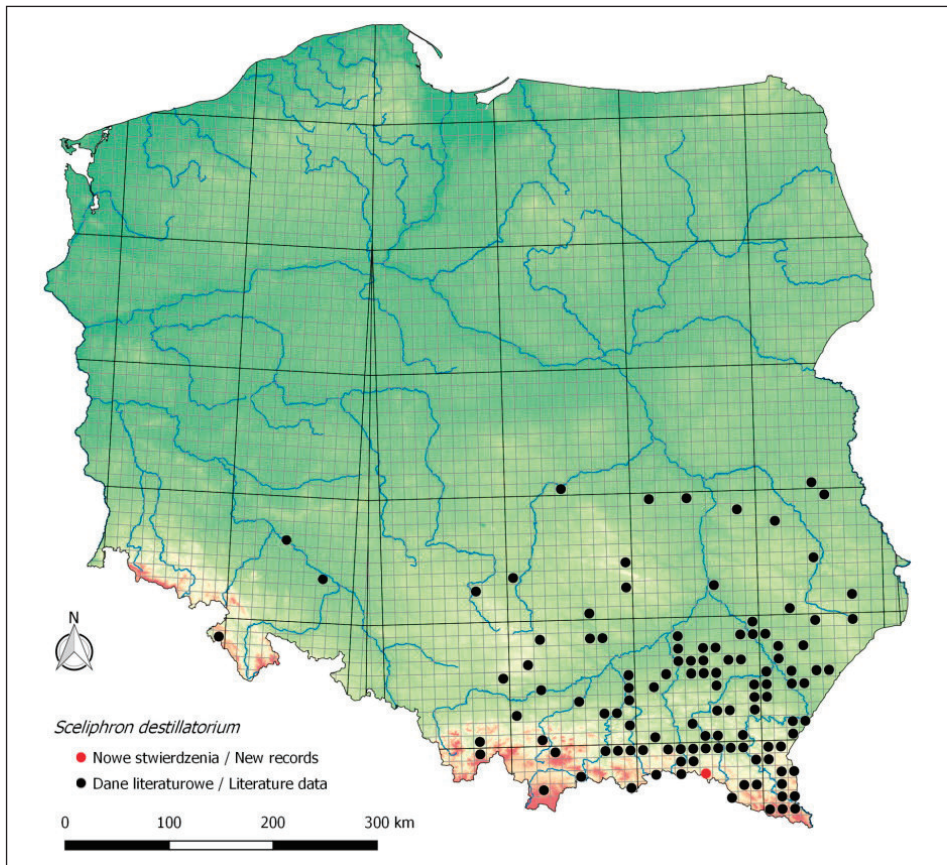 N
Sceliphron destillatorium
Nowe stwierdzenia / New records
Dane literaturowe / Literature data
0 100 200 300 km